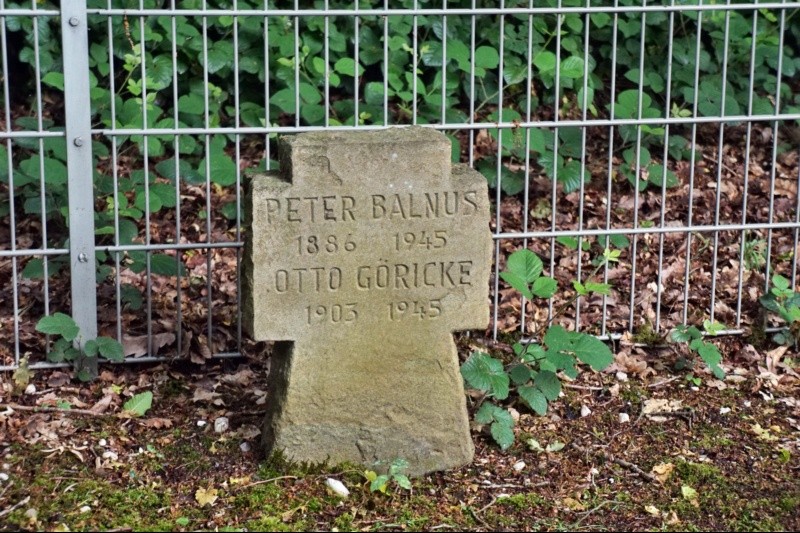 PETER BALNUS
1886 1945
OTTO GÖRICKE
1903 1945